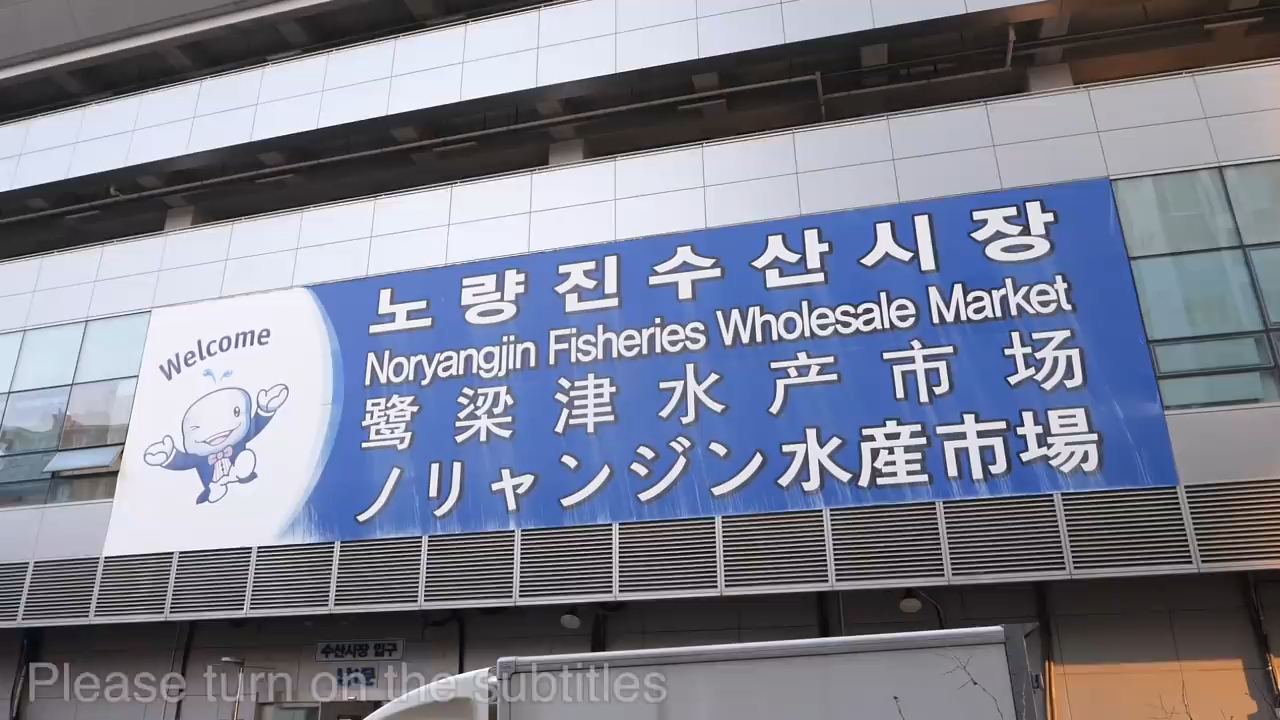 Welcome
노량진수산시장
Noryangjin Fisheries Wholesale Market
鹭梁津水产市场
ノリャンジン水産市場
수산시장 입구
Please turn on the subtitles